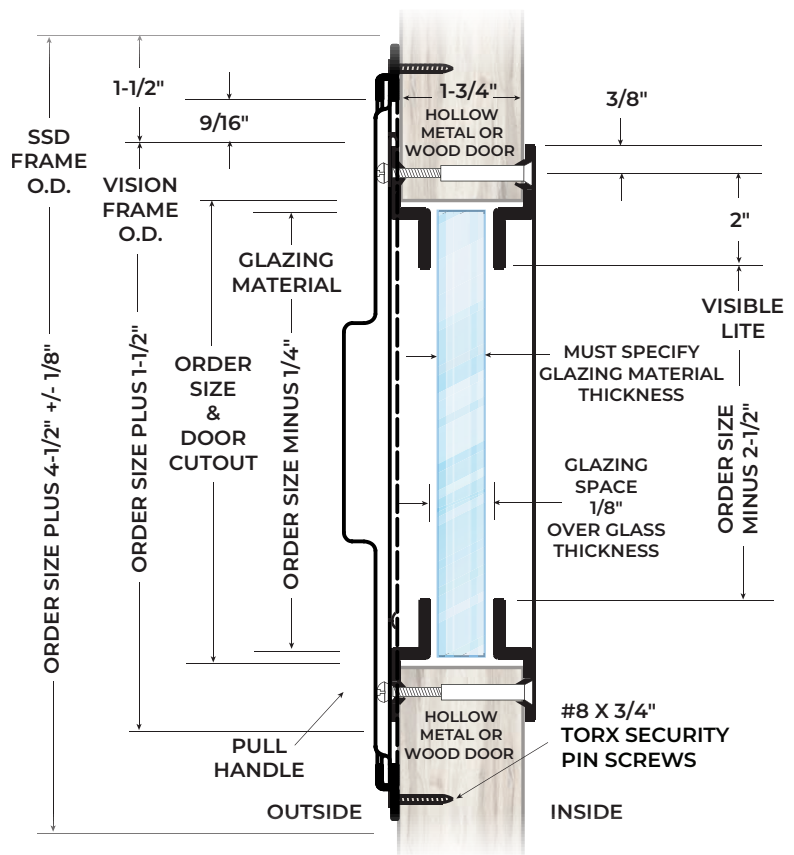 1-1/2"
1-3/4"
3/8"
HOLLOW
METAL OR
WOOD DOOR
9/16"
SSD
FRAME
O.D.
VISION
FRAME
O.D.
2"
GLAZING
MATERIAL
VISIBLE
LITE
MUST SPECIFY
GLAZING MATERIAL
THICKNESS
ORDER
SIZE
&
DOOR
CUTOUT
ORDER SIZE PLUS 4-1/2" +/- 1/8"
ORDER SIZE PLUS 1-1/2"
ORDER SIZE MINUS 1/4"
ORDER SIZE
MINUS 2-1/2"
GLAZING
SPACE
1/8"
OVER GLASS
THICKNESS
HOLLOW
METAL OR
WOOD DOOR
#8 X 3/4"
TORX SECURITY
PIN SCREWS
PULL
HANDLE
OUTSIDE
INSIDE